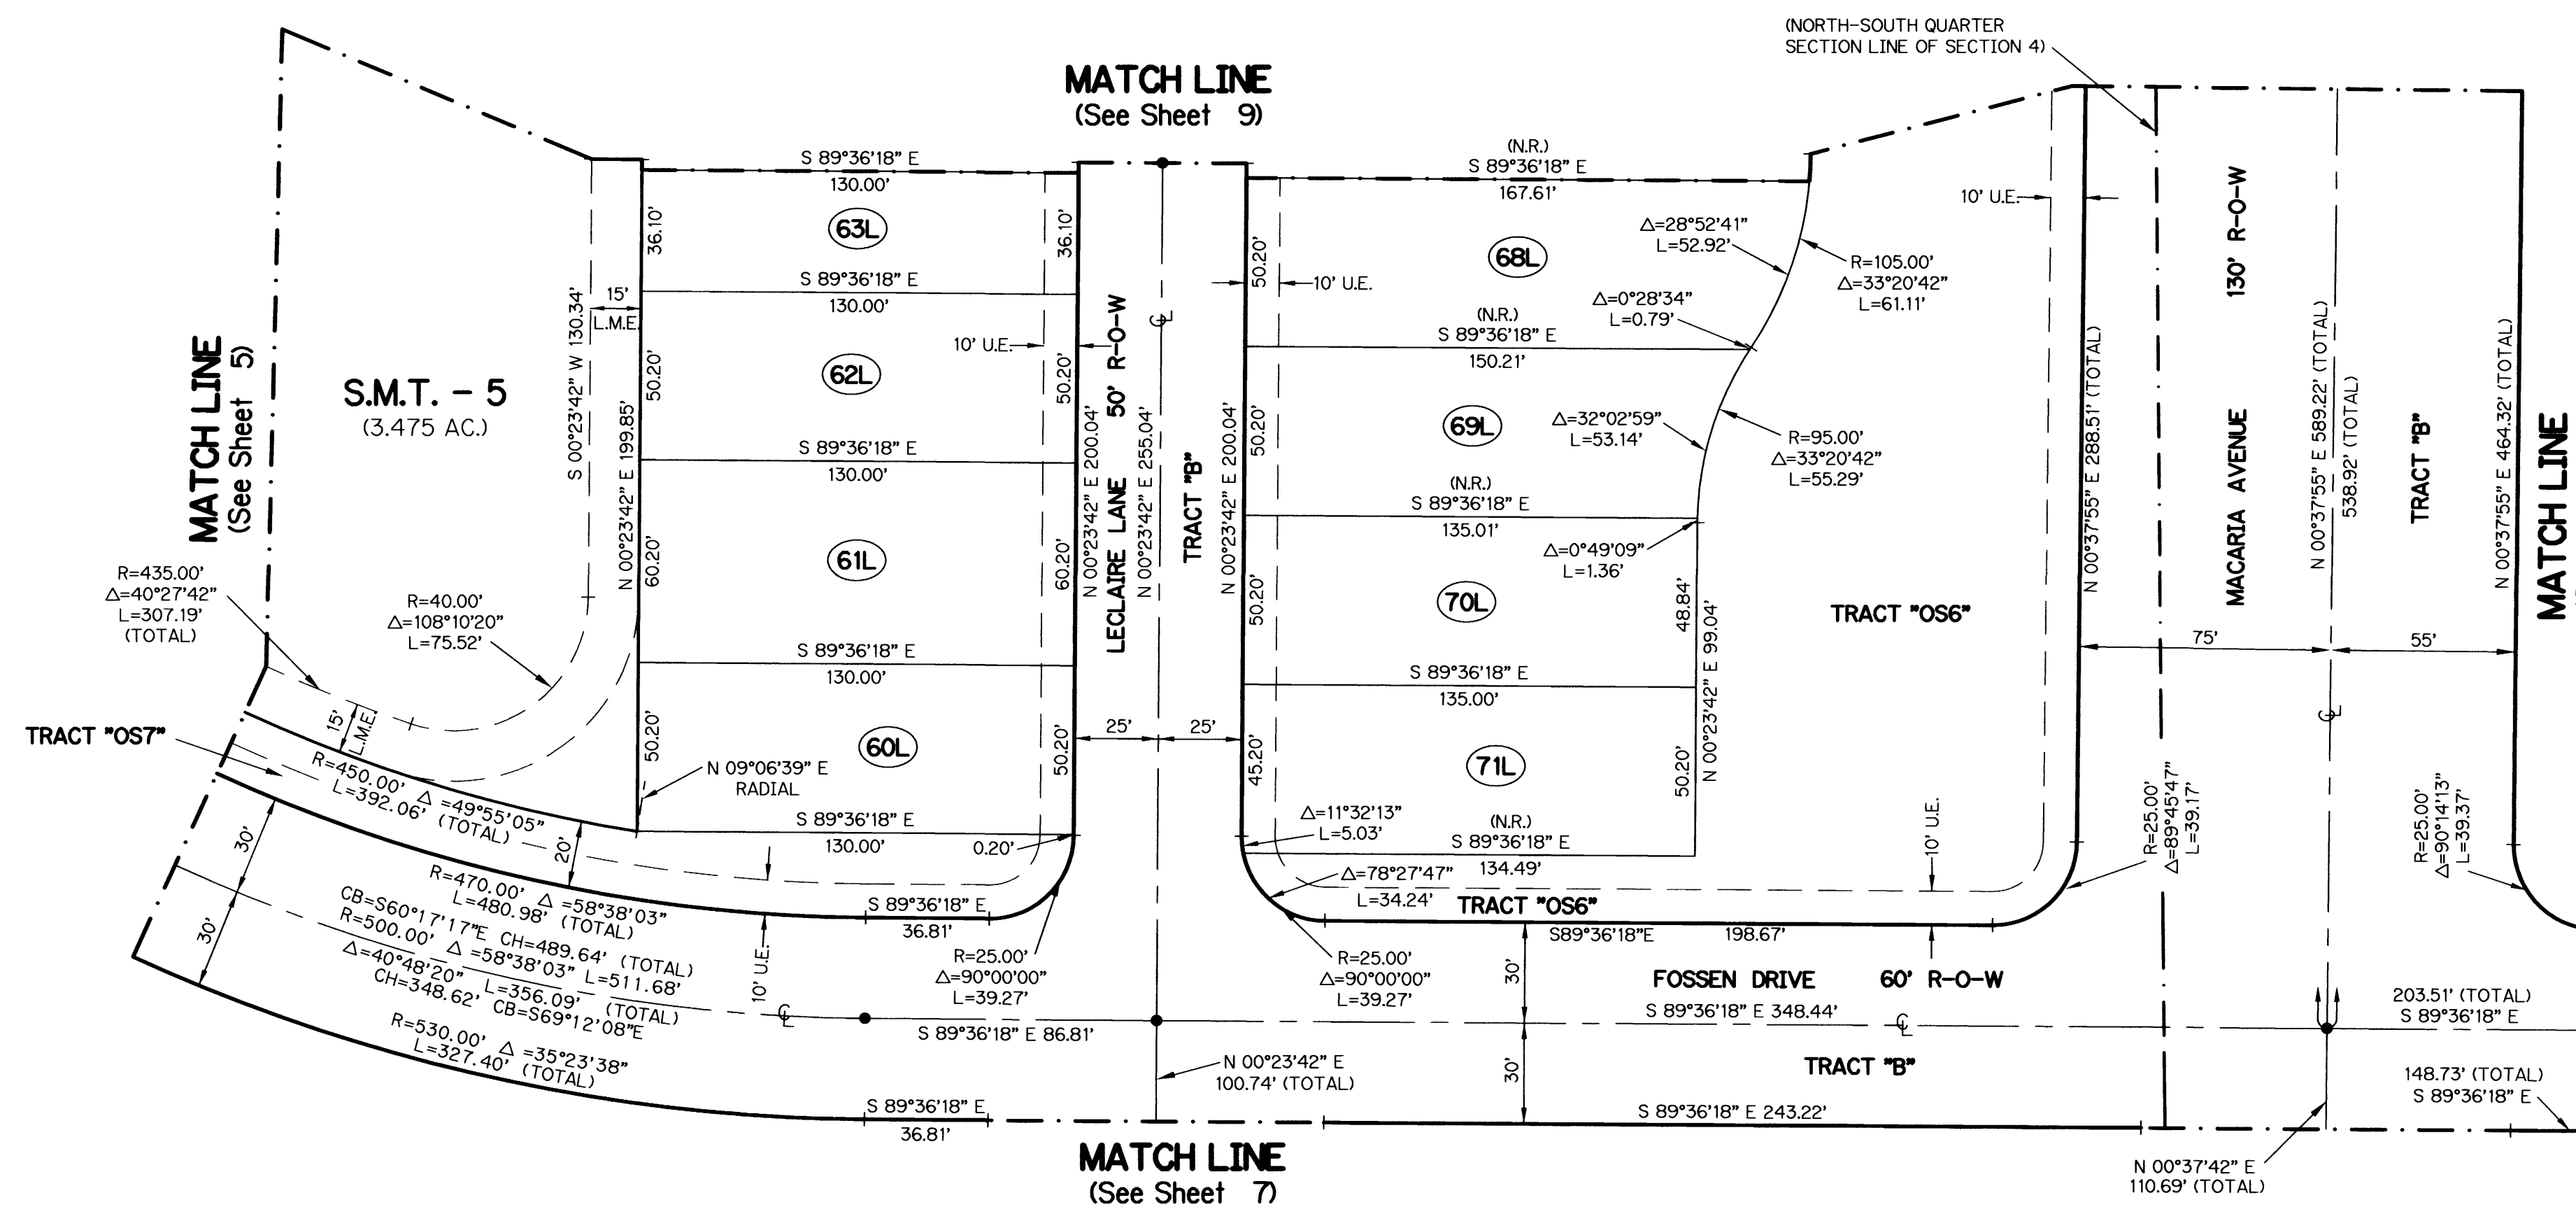 (NORTH-SOUTH QUARTER
SECTION LINE OF SECTION 4)
MATCH LINE
(See Sheet 9)
S 89°36'18" E
130.00'
63L
36.10'
36.10'
S 89°36'18" E
130.00'
15'
L.M.E.
S 00°23'42" W 130.34'
N 00°23'42" E 199.85'
10' U.E.
62L
50.20'
50.20'
S 89°36'18" E
130.00'
61L
60.20'
60.20'
S 89°36'18" E
130.00'
60L
50.20'
50.20'
N 09°06'39" E
RADIAL
S 89°36'18" E
130.00'
0.20'
MATCH LINE
(See Sheet 5)
S.M.T. - 5
(3.475 AC.)
R=435.00'
Δ=40°27'42"
L=307.19'
(TOTAL)
R=40.00'
Δ=108°10'20"
L=75.52'
15'
L.M.E.
TRACT "OS7"
R=450.00' Δ =49°55'05"
L=392.06' (TOTAL)
20'
30'
30'
R=470.00' Δ =58°38'03"
L=480.98' (TOTAL)
CB=S60°17'17"E CH=489.64' (TOTAL)
R=500.00' Δ =58°38'03" L=511.68'
Δ=40°48'20" L=356.09' (TOTAL)
CH=348.62' CB=S69°12'08"E
R=530.00' Δ =35°23'38"
L=327.40' (TOTAL)
10' U.E.
S 89°36'18" E
36.81'
R=25.00'
Δ=90°00'00"
L=39.27'
CL
S 89°36'18" E 86.81'
S 89°36'18" E
36.81'
N 00°23'42" E 200.04'
LECLAIRE LANE 50' R-O-W
N 00°23'42" E 255.04'
CL
TRACT "B"
N 00°23'42" E 200.04'
25'
25'
(N.R.)
S 89°36'18" E
167.61'
68L
50.20'
10' U.E.
Δ=28°52'41"
L=52.92'
R=105.00'
Δ=33°20'42"
L=61.11'
Δ=0°28'34"
L=0.79'
(N.R.)
S 89°36'18" E
150.21'
69L
50.20'
Δ=32°02'59"
L=53.14'
R=95.00'
Δ=33°20'42"
L=55.29'
(N.R.)
S 89°36'18" E
135.01'
Δ=0°49'09"
L=1.36'
70L
50.20'
48.84'
N 00°23'42" E 99.04'
S 89°36'18" E
135.00'
71L
45.20'
50.20'
Δ=11°32'13"
L=5.03'
(N.R.)
S 89°36'18" E
134.49'
Δ=78°27'47"
L=34.24'
TRACT "OS6"
TRACT "OS6"
10' U.E.
10' U.E.
S89°36'18"E 198.67'
R=25.00'
Δ=90°00'00"
L=39.27'
30'
30'
FOSSEN DRIVE 60' R-O-W
S 89°36'18" E 348.44'
CL
TRACT "B"
S 89°36'18" E 243.22'
N 00°23'42" E
100.74' (TOTAL)
MATCH LINE
(See Sheet 7)
N 00°37'55" E 288.51' (TOTAL)
MACARIA AVENUE 130' R-O-W
N 00°37'55" E 589.22' (TOTAL)
538.92' (TOTAL)
TRACT "B"
N 00°37'55" E 464.32' (TOTAL)
MATCH LINE
75'
55'
CL
R=25.00'
Δ=89°45'47"
L=39.17'
R=25.00'
Δ=90°14'13"
L=39.37'
203.51' (TOTAL)
S 89°36'18" E
148.73' (TOTAL)
S 89°36'18" E
N 00°37'42" E
110.69' (TOTAL)